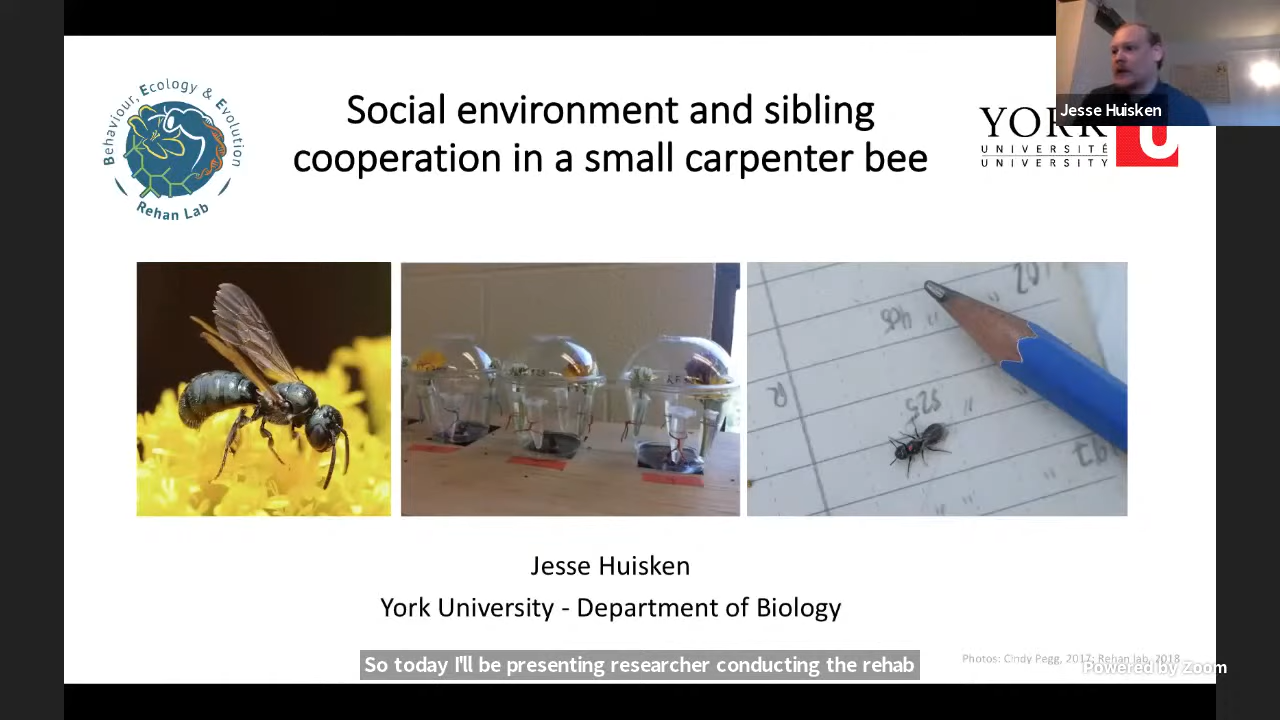 Behaviour, Ecology & Evolution
Rehan Lab
Social environment and sibling
cooperation in a small carpenter bee
Jesse Huisken
YORK
UNIVERSITÉ
UNIVERSITY
U
525
Jesse Huisken
York University - Department of Biology
So today I'll be presenting researcher conducting the rehab
Photos: Cindy Pegg, 2017; Rehan lab, 2018
Powered by Zoom